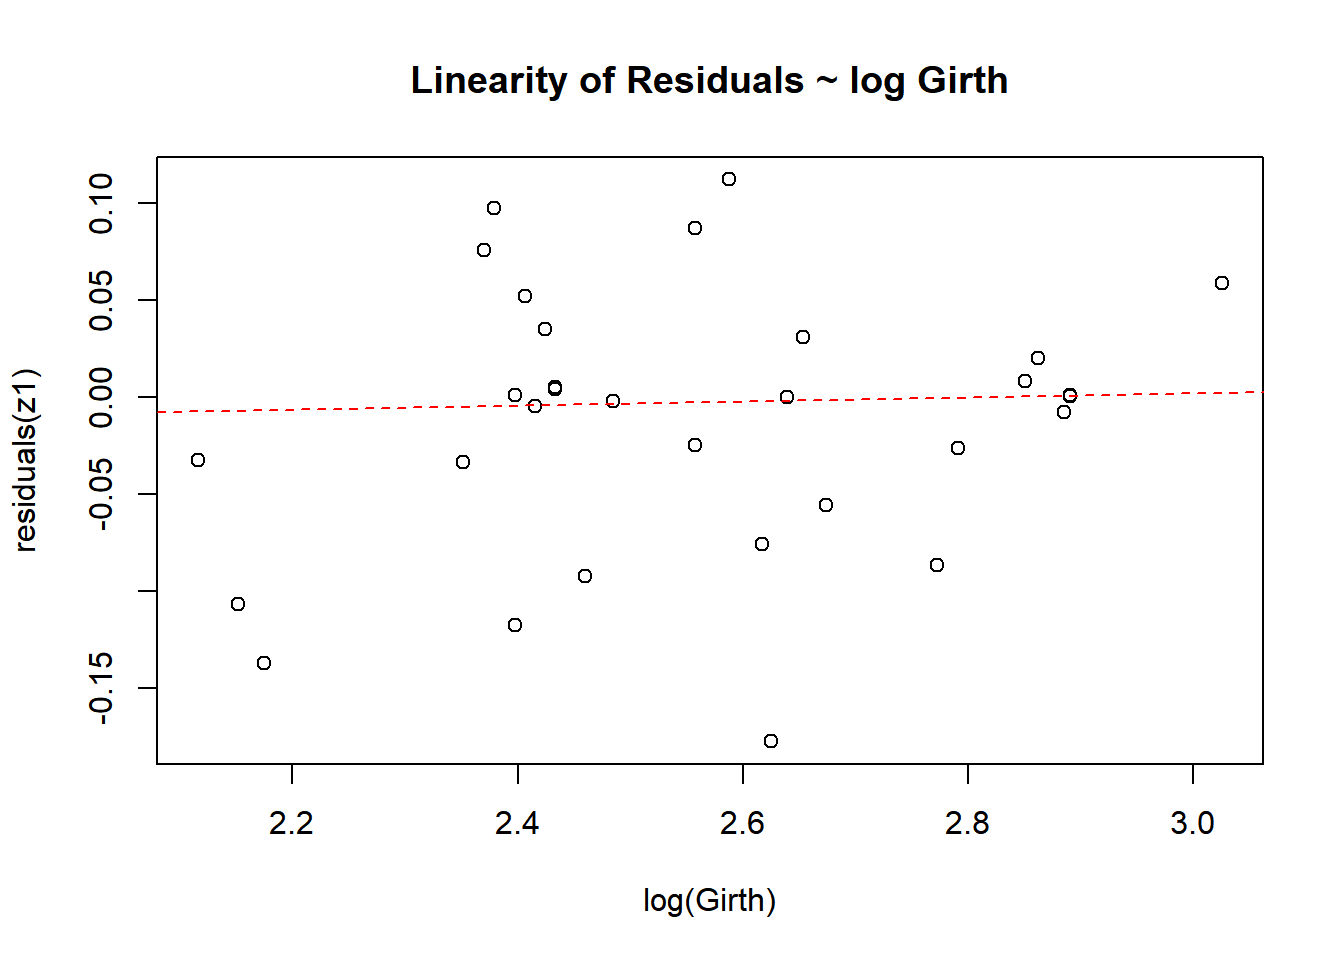 Linearity of Residuals ~ log Girth
0.10
0.05
0.00
-0.05
-0.15
residuals(z1)
2.2 2.4 2.6 2.8 3.0
log(Girth)